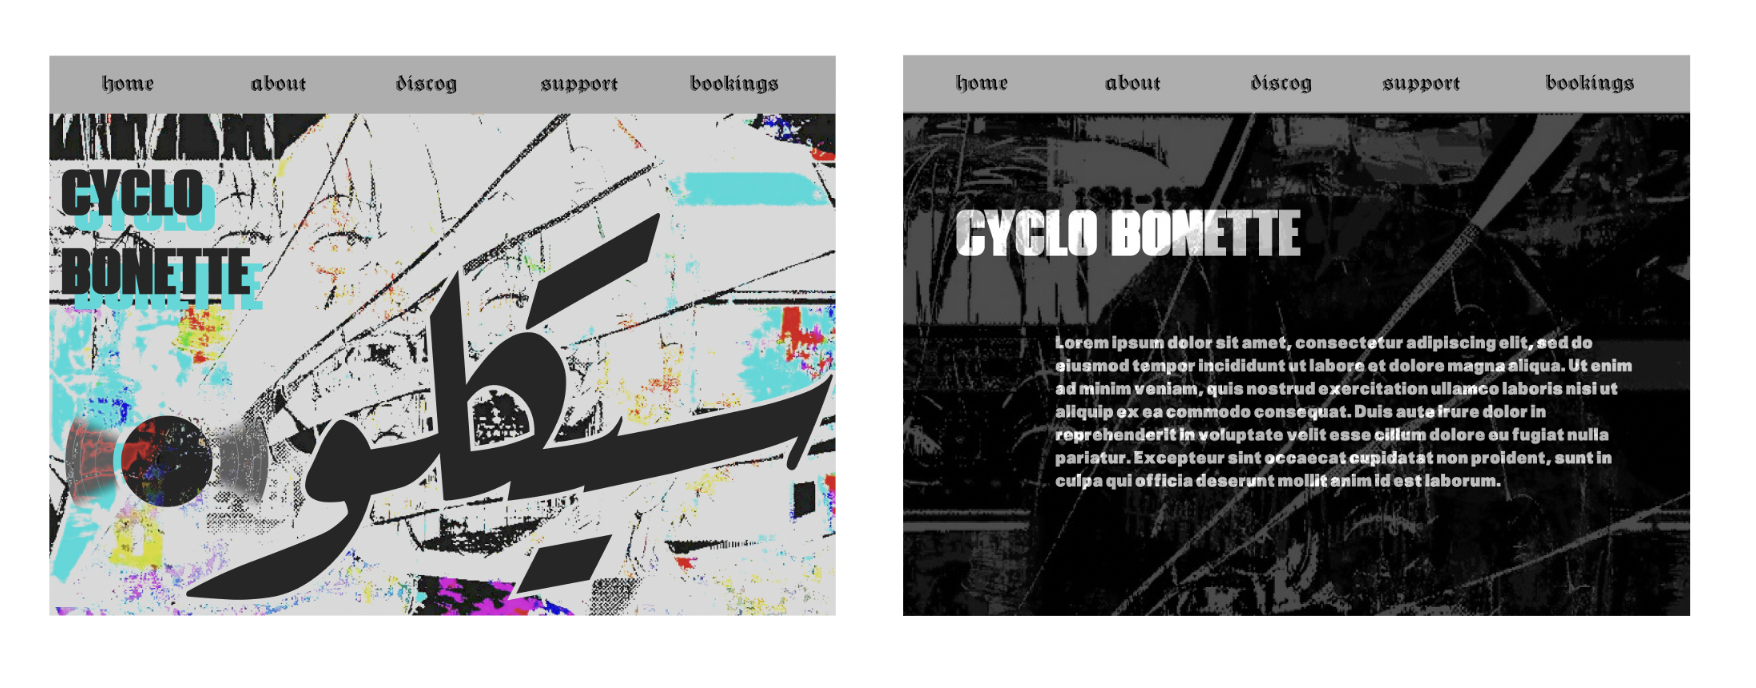 home about discog support bookings
CYCLO
BONETTE
سيكلو
home about discog support bookings
CYCLO BONETTE
Lorem ipsum dolor sit amet, consectetur adipiscing elit, sed do
eiusmod tempor incididunt ut labore et dolore magna aliqua. Ut enim
ad minim veniam, quis nostrud exercitation ullamco laboris nisi ut
aliquip ex ea commodo consequat. Duis aute irure dolor in
reprehenderit in voluptate velit esse cillum dolore eu fugiat nulla
pariatur. Excepteur sint occaecat cupidatat non proident, sunt in
culpa qui officia deserunt mollit anim id est laborum.